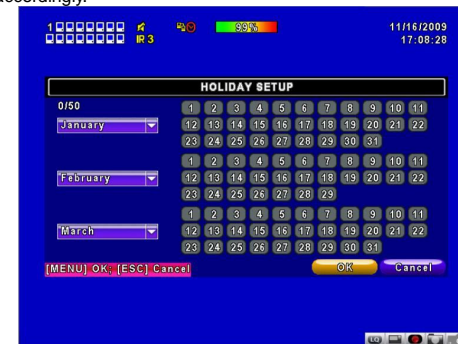 accordingly.
1 99% 11/16/2009
IR 3 17:08:28
HOLIDAY SETUP
0/50 1 2 3 4 5 6 7 8 9 10 11
January 12 13 14 15 16 17 18 19 20 21 22
23 24 25 26 27 28 29 30 31
1 2 3 4 5 6 7 8 9 10 11
February 12 13 14 15 16 17 18 19 20 21 22
23 24 25 26 27 28 29
1 2 3 4 5 6 7 8 9 10 11
March 12 13 14 15 16 17 18 19 20 21 22
23 24 25 26 27 28 29 30 31
[MENU] OK; [ESC] Cancel OK Cancel